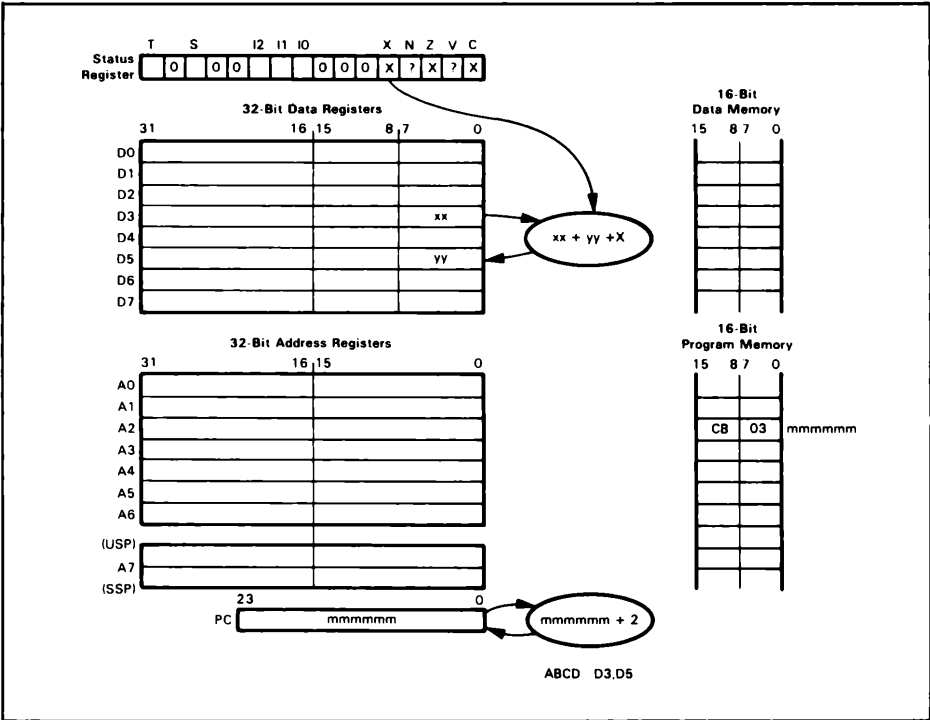 T S I2 I1 I0 X N Z V C
Status Register 0 0 0 0 0 0 X ? X ? X
32-Bit Data Registers
31 16 15 8 7 0
D0
D1
D2
D3 xx
D4
D5 yy
D6
D7
xx + yy +X
16-Bit
Data Memory
15 8 7 0
32-Bit Address Registers
31 16 15 0
A0
A1
A2
A3
A4
A5
A6
(USP)
A7
(SSP)
16-Bit
Program Memory
15 8 7 0
CB 03 mmmmmm
23 0
PC mmmmmm
mmmmmm + 2
ABCD D3,D5